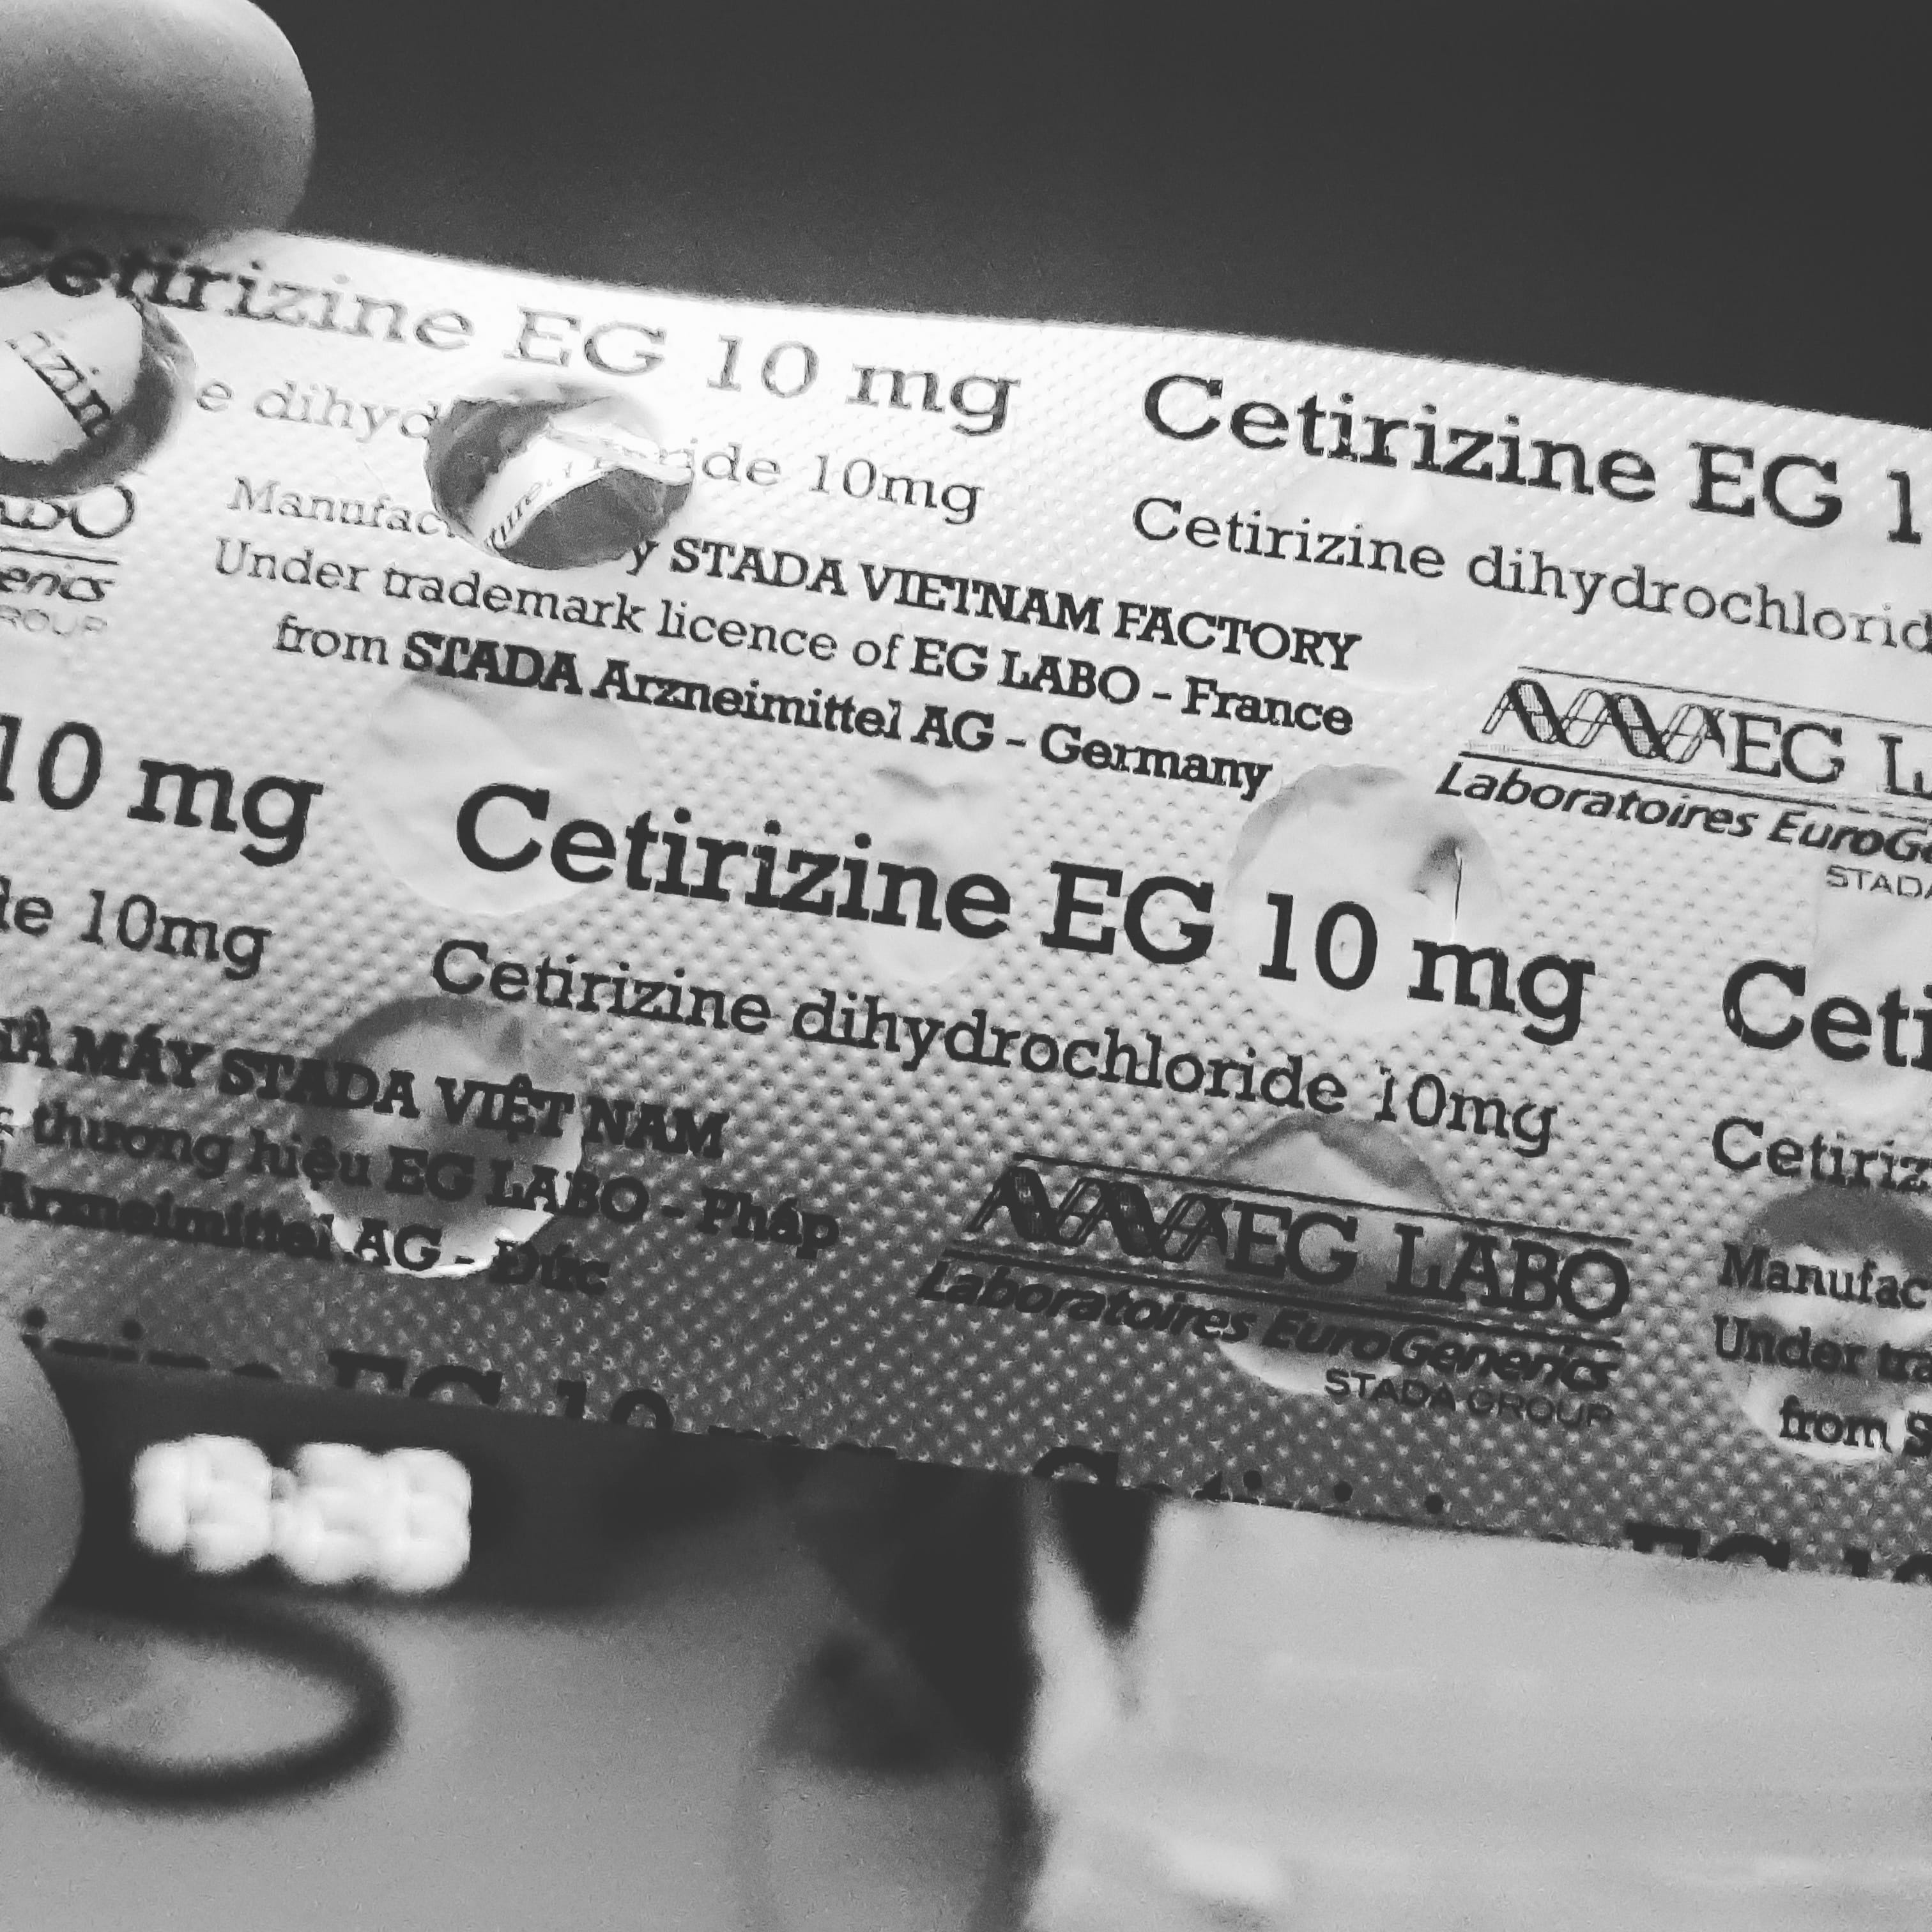 Cetirizine EG 10 mg
Cetirizine EG 1
izin
e dihyd ide 10mg
Cetirizine dihydrochlorid
Manufac y STADA VIETNAM FACTORY
Under trademark licence of EG LABO - France
from STADA Arzneimittel AG - Germany
EG L
Laboratoires EuroGe
STADA
10 mg
Cetirizine EG 10 mg
Ceti
de 10mg
Cetirizine dihydrochloride 10mg
Cetiriz
HÀ MÁY STADA VIỆT NAM
thương hiệu EG LABO - Pháp
Arzneimittel AG - Đức
EG LABO
Laboratoires EuroGenerics
STADA GROUP
Manufac
Under tra
from S